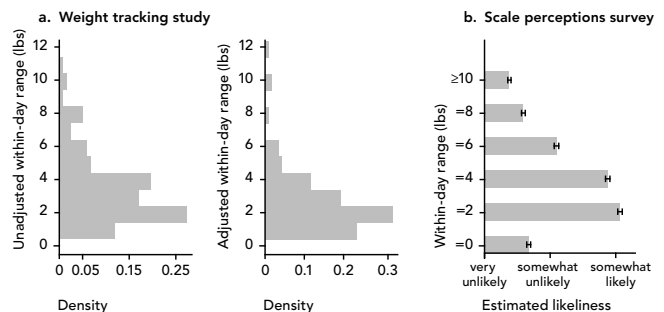 a. Weight tracking study
Unadjusted within-day range (lbs)
12
10
8
6
4
2
0
0 0.05 0.15 0.25
Density
Adjusted within-day range (lbs)
12
10
8
6
4
2
0
0 0.1 0.2 0.3
Density
b. Scale perceptions survey
Within-day range (lbs)
≥10
=8
=6
=4
=2
=0
very unlikely
somewhat unlikely
somewhat likely
Estimated likeliness